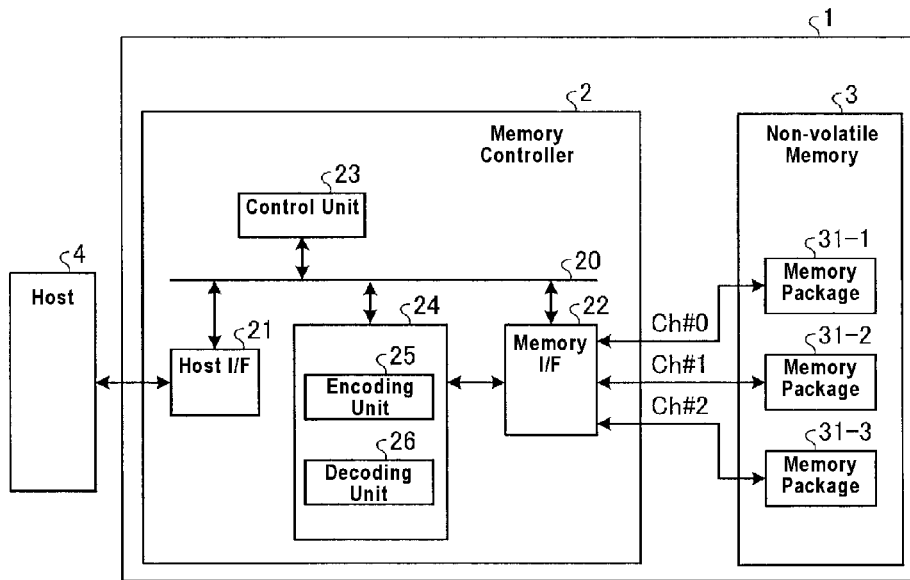 1
2
3
Memory
Controller
Non-volatile
Memory
23
Control Unit
4
Host
20
31-1
Memory
Package
21
Host I/F
24
22
Memory
I/F
Ch#0
31-2
Memory
Package
25
Encoding
Unit
Ch#1
Ch#2
26
Decoding
Unit
31-3
Memory
Package